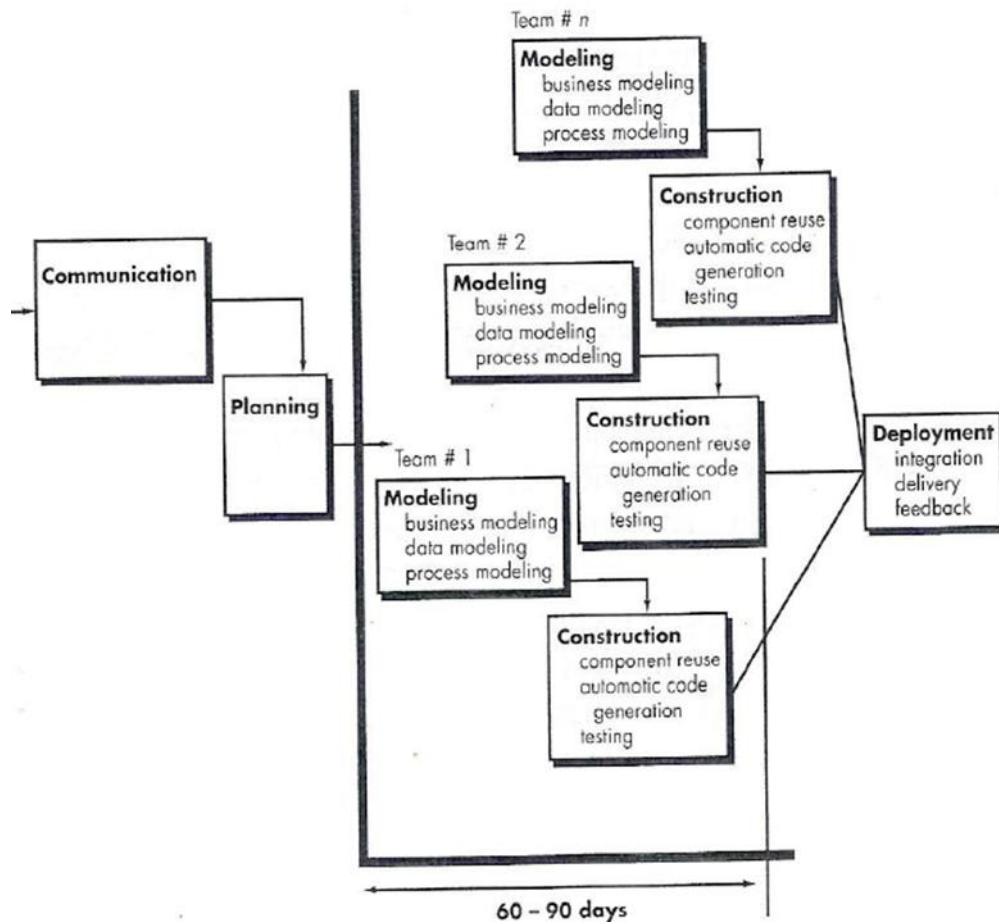 Team # n
Modeling
business modeling
data modeling
process modeling
Construction
component reuse
automatic code
generation
testing
Team # 2
Modeling
business modeling
data modeling
process modeling
Communication
Planning
Construction
component reuse
automatic code
generation
testing
Deployment
integration
delivery
feedback
Team # 1
Modeling
business modeling
data modeling
process modeling
Construction
component reuse
automatic code
generation
testing
60 – 90 days